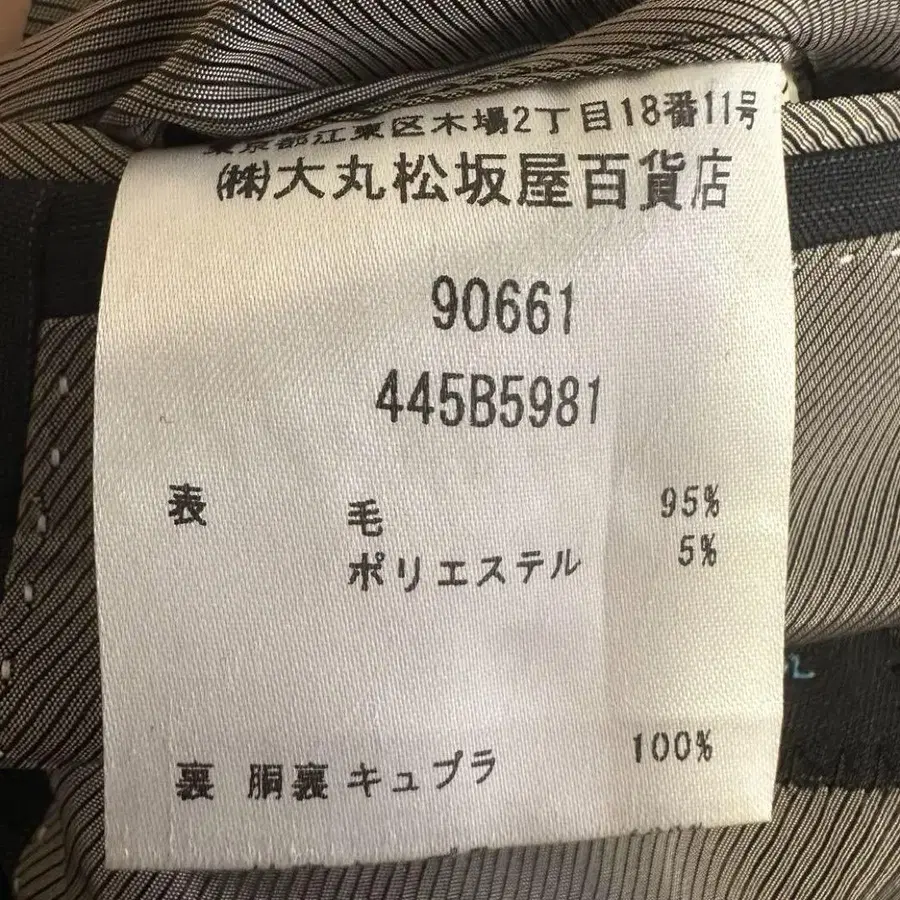 東京都江東区木場2丁目18番11号
(株)大丸松坂屋百貨店
90661
445B5981
表 毛 95%
ポリエステル 5%
裏 胴裏 キュプラ 100%